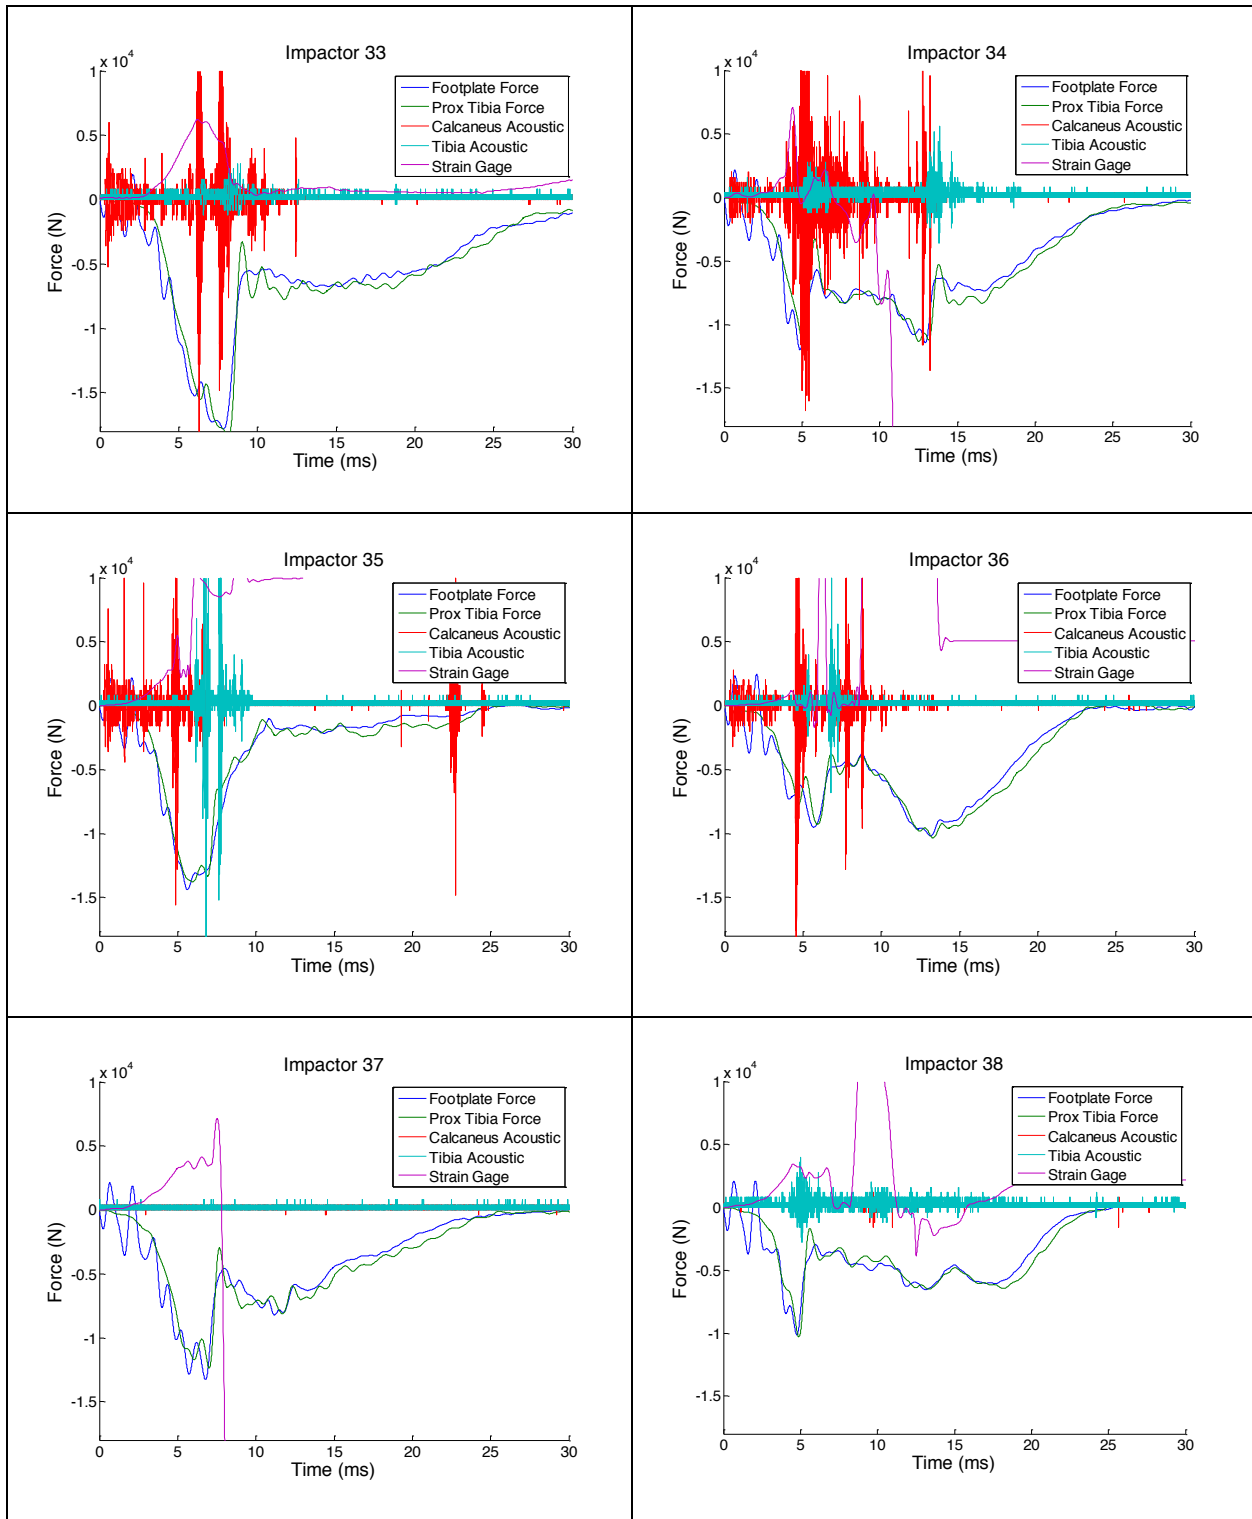 Impactor 33
x 10^4
Footplate Force
Prox Tibia Force
Calcaneus Acoustic
Tibia Acoustic
Strain Gage
1
0.5
0
-0.5
-1
-1.5
Force (N)
0 5 10 15 20 25 30
Time (ms)
Impactor 34
x 10^4
Footplate Force
Prox Tibia Force
Calcaneus Acoustic
Tibia Acoustic
Strain Gage
1
0.5
0
-0.5
-1
-1.5
Force (N)
0 5 10 15 20 25 30
Time (ms)
Impactor 35
x 10^4
Footplate Force
Prox Tibia Force
Calcaneus Acoustic
Tibia Acoustic
Strain Gage
1
0.5
0
-0.5
-1
-1.5
Force (N)
0 5 10 15 20 25 30
Time (ms)
Impactor 36
x 10^4
Footplate Force
Prox Tibia Force
Calcaneus Acoustic
Tibia Acoustic
Strain Gage
1
0.5
0
-0.5
-1
-1.5
Force (N)
0 5 10 15 20 25 30
Time (ms)
Impactor 37
x 10^4
Footplate Force
Prox Tibia Force
Calcaneus Acoustic
Tibia Acoustic
Strain Gage
1
0.5
0
-0.5
-1
-1.5
Force (N)
0 5 10 15 20 25 30
Time (ms)
Impactor 38
x 10^4
Footplate Force
Prox Tibia Force
Calcaneus Acoustic
Tibia Acoustic
Strain Gage
1
0.5
0
-0.5
-1
-1.5
Force (N)
0 5 10 15 20 25 30
Time (ms)